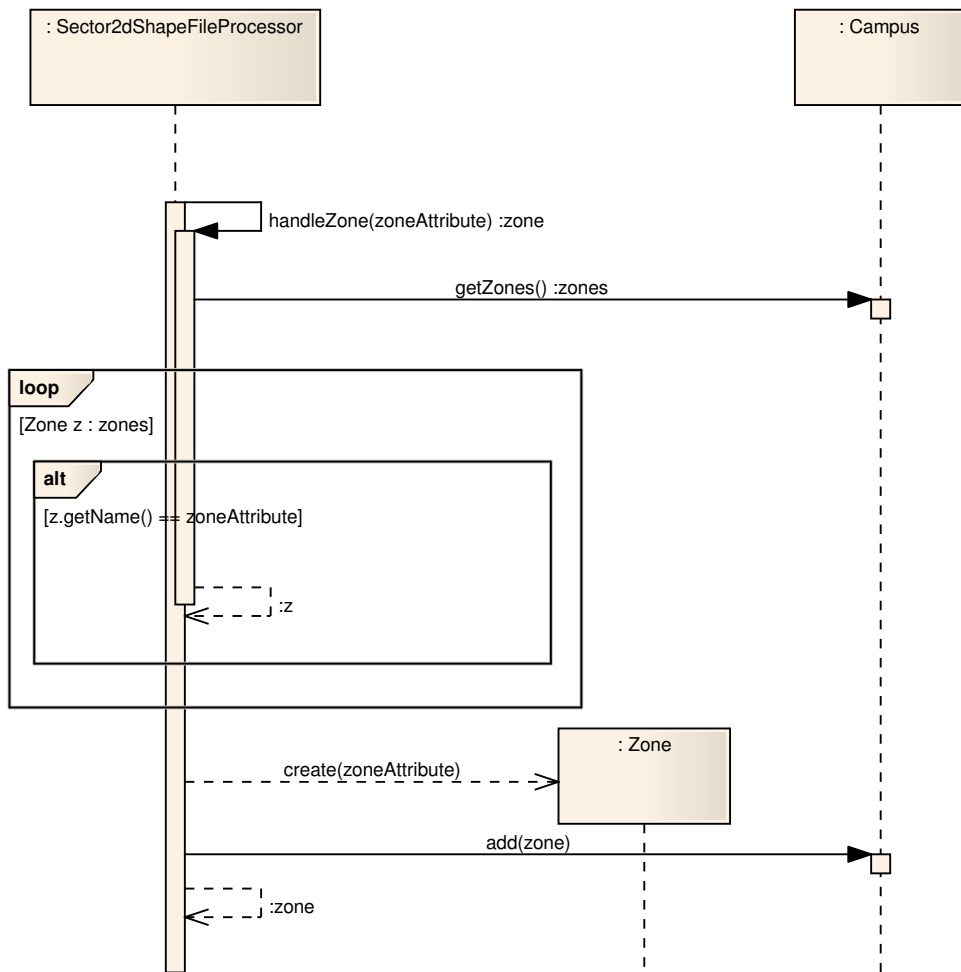 : Sector2dShapeFileProcessor
: Campus
handleZone(zoneAttribute) :zone
getZones() :zones
loop
[Zone z : zones]
alt
[z.getName() == zoneAttribute]
:z
: Zone
create(zoneAttribute)
add(zone)
:zone